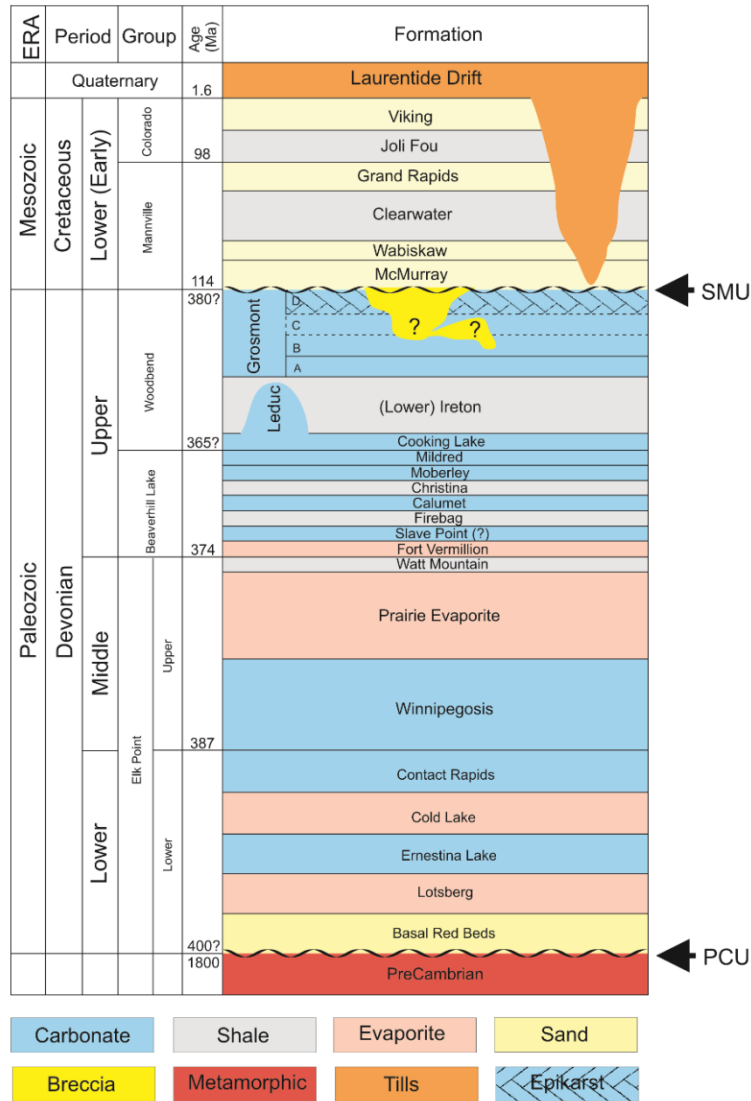 ERA Period Group Age (Ma) Formation
Quaternary
1.6
Laurentide Drift
Mesozoic
Cretaceous
Lower (Early)
Colorado
98
Mannville
114
Viking
Joli Fou
Grand Rapids
Clearwater
Wabiskaw
McMurray
SMU
Paleozoic
Devonian
Upper
Woodbend
380?
Grosmont
D
C
B
A
?
?
Leduc
(Lower) Ireton
365?
Cooking Lake
Beaverhill Lake
Mildred
Moberley
Christina
Calumet
Firebag
Slave Point (?)
374
Fort Vermillion
Middle
Elk Point
Upper
Watt Mountain
Prairie Evaporite
Winnipegosis
387
Lower
Lower
Contact Rapids
Cold Lake
Ernestina Lake
Lotsberg
Basal Red Beds
400?
PCU
1800
PreCambrian
Carbonate Shale Evaporite Sand
Breccia Metamorphic Tills Epikarst